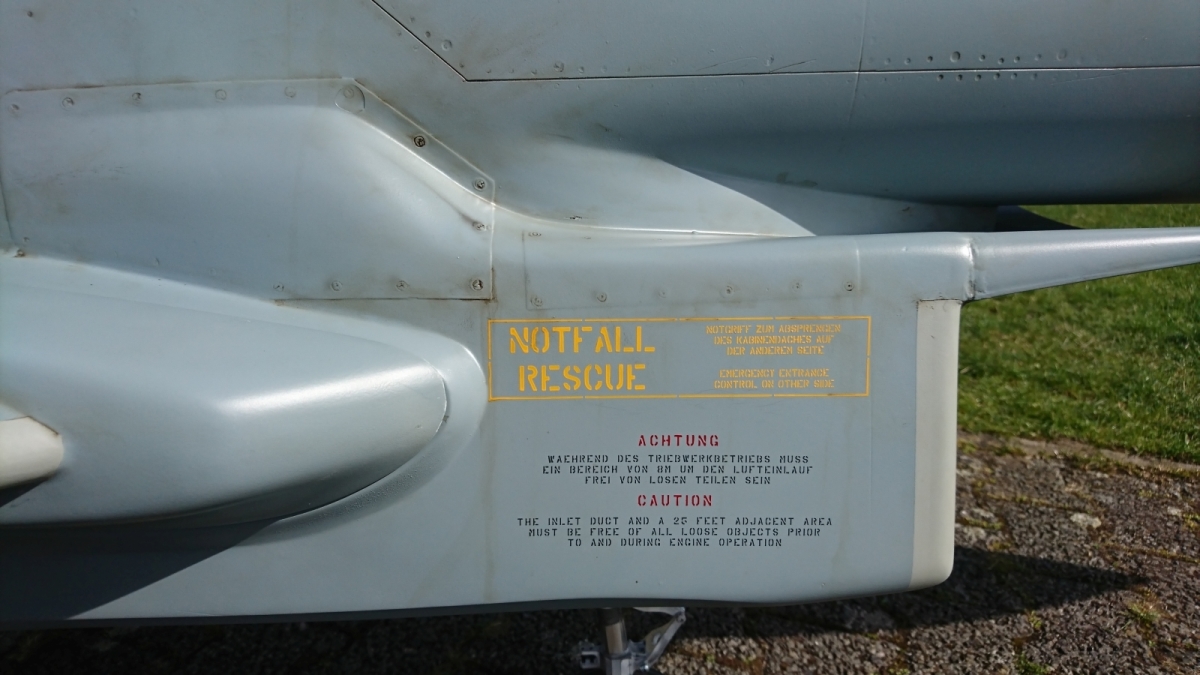 NOTFALL
RESCUE
NOTGRIFF ZUM ABSPRENGEN
DES KABINENDACHES AUF
DER ANDEREN SEITE
EMERGENCY ENTRANCE
CONTROL ON OTHER SIDE
ACHTUNG
WAEHREND DES TRIEBWERKBETRIEBS MUSS
EIN BEREICH VON 8M UM DEN LUFTEINLAUF
FREI VON LOSEN TEILEN SEIN
CAUTION
THE INLET DUCT AND A 25 FEET ADJACENT AREA
MUST BE FREE OF ALL LOOSE OBJECTS PRIOR
TO AND DURING ENGINE OPERATION